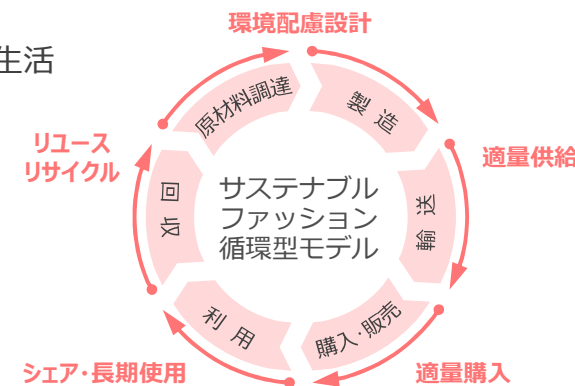 環境配慮設計
生活
原材料調達
製造
リユース
リサイクル
適量供給
回収
サステナブル
ファッション
循環型モデル
輸送
利用
購入・販売
シェア・長期使用
適量購入